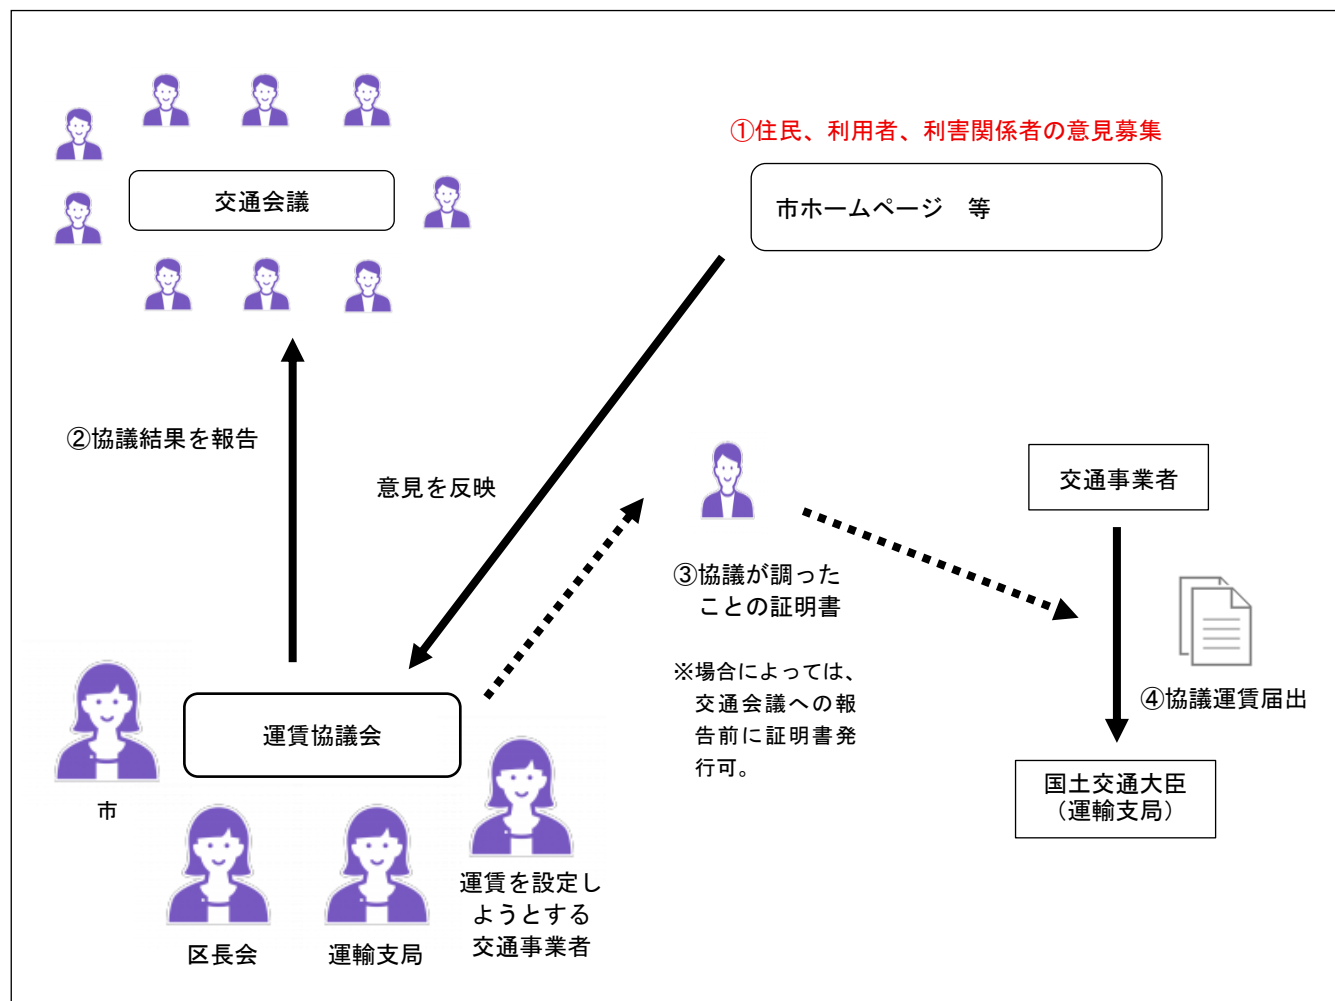 ①住民、利用者、利害関係者の意見募集
交通会議
市ホームページ　等
②協議結果を報告
意見を反映
交通事業者
③協議が調った
ことの証明書
※場合によっては、
交通会議への報
告前に証明書発
行可。
④協議運賃届出
運賃協議会
国土交通大臣
（運輸支局）
市
区長会
運輸支局
運賃を設定し
ようとする
交通事業者